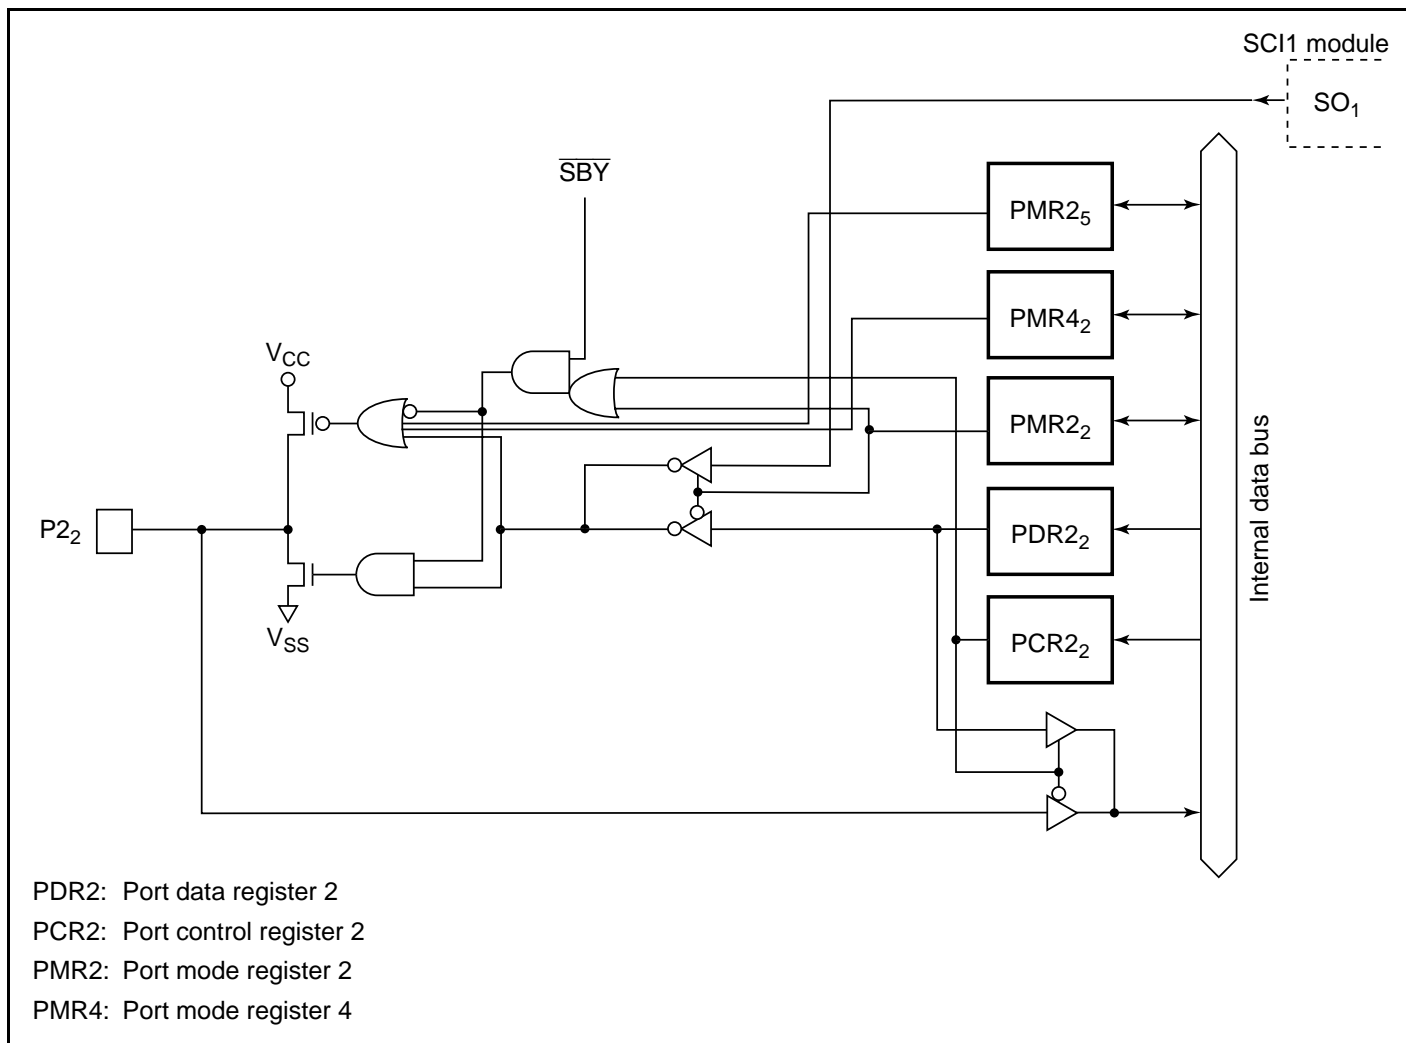 SCI1 module
SO1
SBY
PMR25
PMR42
VCC
PMR22
P22
PDR22
Internal data bus
PCR22
VSS
PDR2: Port data register 2
PCR2: Port control register 2
PMR2: Port mode register 2
PMR4: Port mode register 4